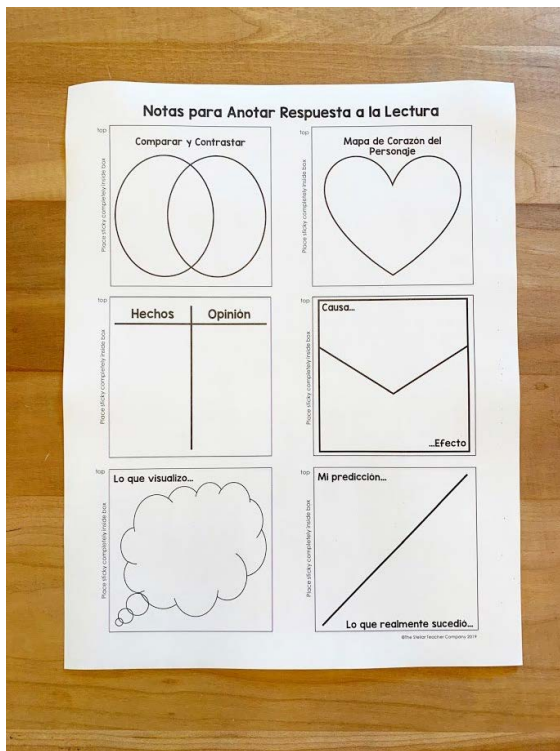 Notas para Anotar Respuesta a la Lectura
top
Place sticky completely inside box
Comparar y Contrastar
top
Place sticky completely inside box
Mapa de Corazón del
Personaje
top
Place sticky completely inside box
Hechos
Opinión
top
Place sticky completely inside box
Causa...
...Efecto
top
Place sticky completely inside box
Lo que visualizo...
top
Place sticky completely inside box
Mi predicción...
Lo que realmente sucedió...
©The Stellar Teacher Company 2019